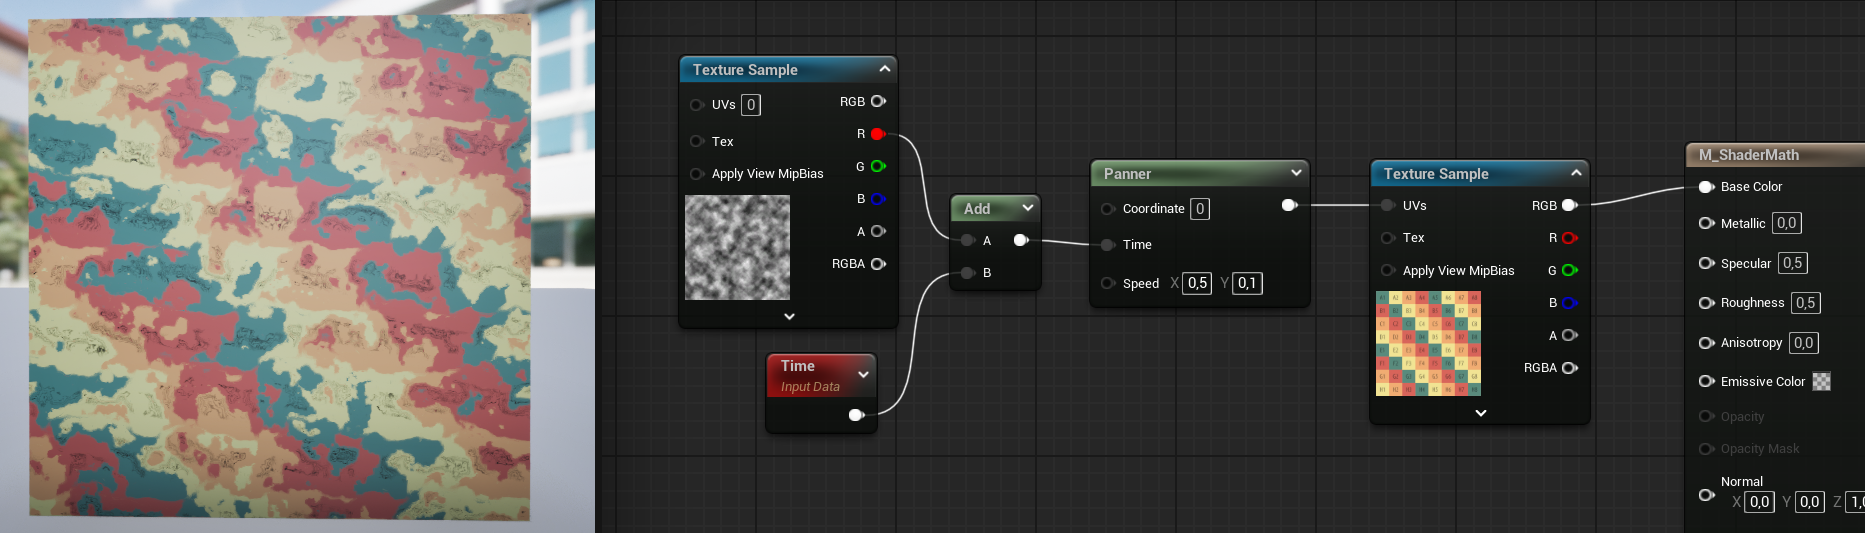 Texture Sample
UVs 0
RGB
R
Tex
G
Apply View MipBias
B
A
RGBA
Time
Input Data
Add
A
B
Panner
Coordinate 0
Time
Speed X 0,5 Y 0,1
Texture Sample
UVs
RGB
Tex
R
Apply View MipBias
G
B
A
RGBA
M_ShaderMath
Base Color
Metallic 0,0
Specular 0,5
Roughness 0,5
Anisotropy 0,0
Emissive Color
Opacity
Opacity Mask
Normal
X 0,0 Y 0,0 Z